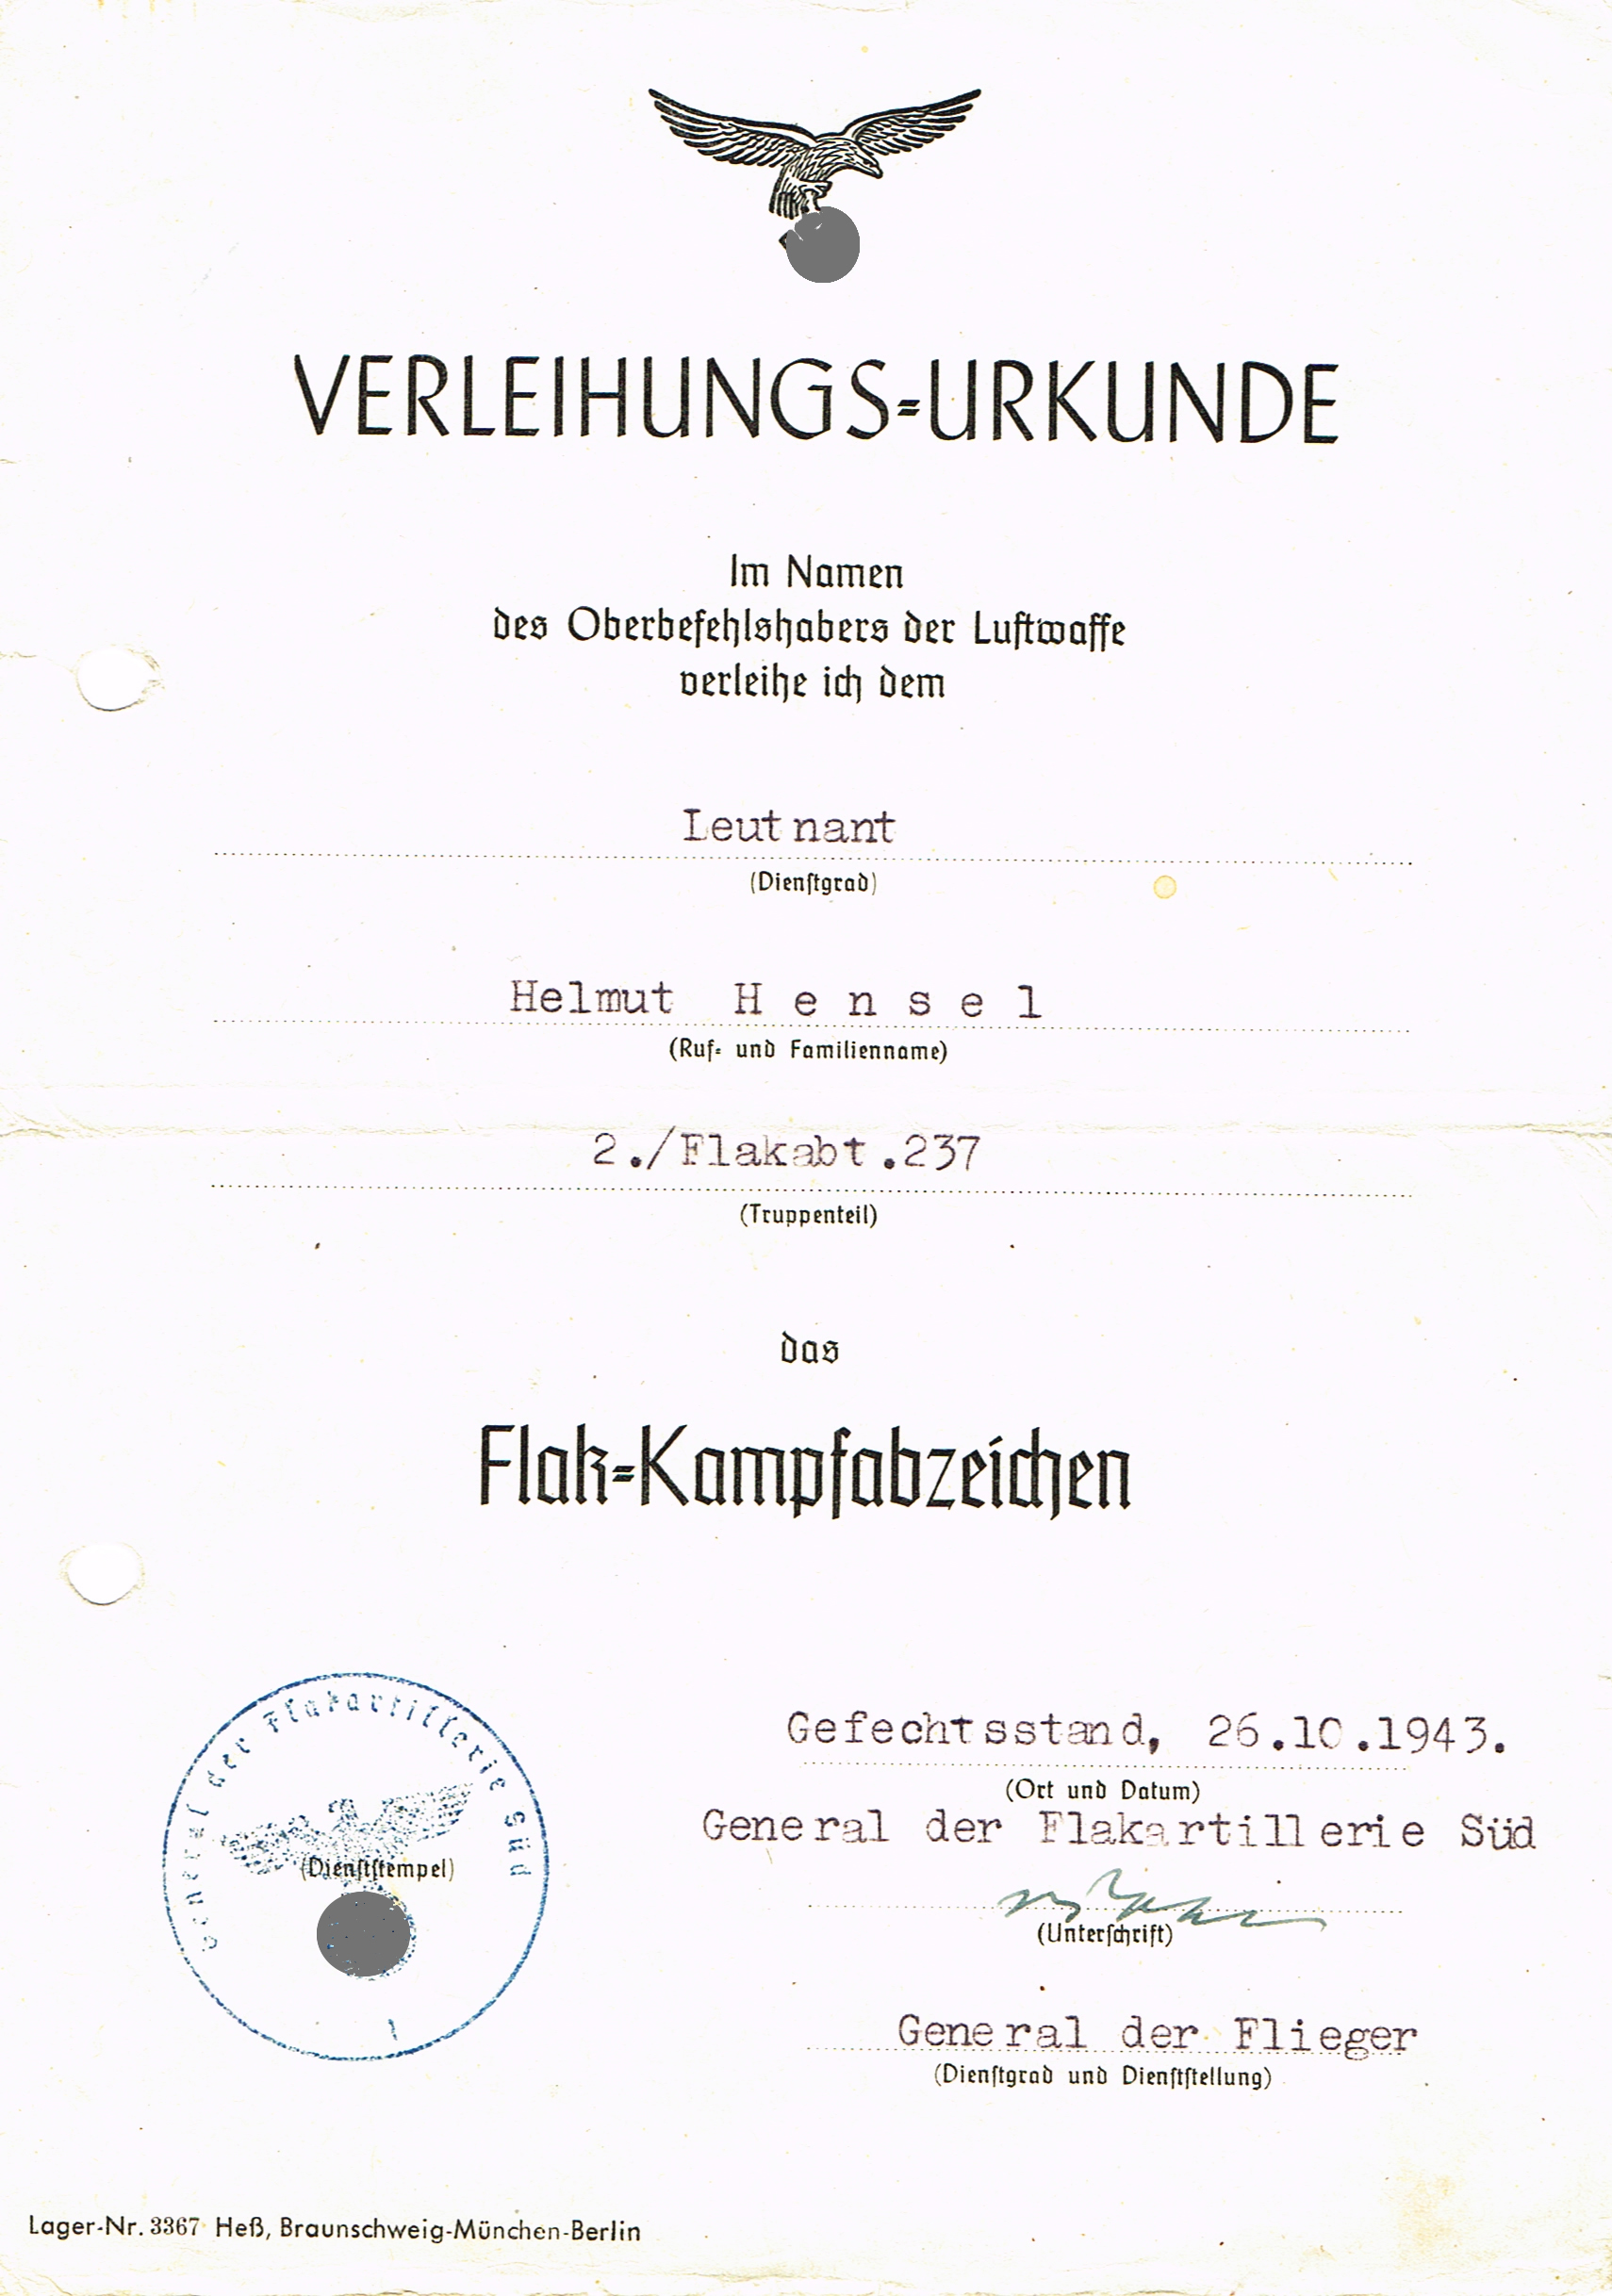 VERLEIHUNGS=URKUNDE
Im Namen
des Oberbefehlshabers der Luftwaffe
verleihe ich dem
Leutnant
(Dienstgrad)
Helmut H e n s e l
(Ruf= und Familienname)
2./Flakabt.237
(Truppenteil)
das
Flak=Kampfabzeichen
General der Flakartillerie Süd
(Dienststempel)
Gefechtsstand, 26.10.1943.
(Ort und Datum)
General der Flakartillerie Süd
(Unterschrift)
General der Flieger
(Dienstgrad und Dienststellung)
Lager-Nr. 3367 Heß, Braunschweig-München-Berlin